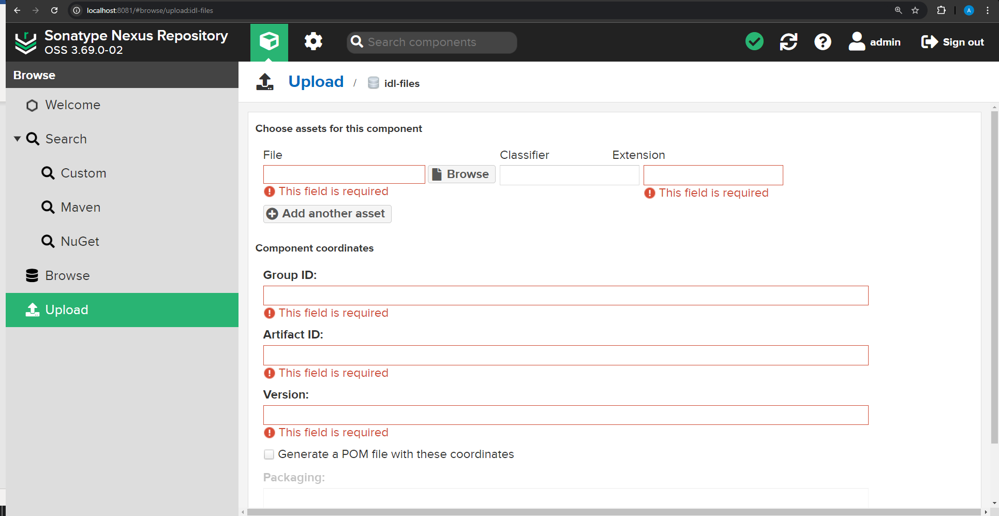 localhost:8081/#browse/upload:idl-files
A
Sonatype Nexus Repository
OSS 3.69.0-02
Search components
admin
Sign out
Browse
Welcome
Search
Custom
Maven
NuGet
Browse
Upload
Upload / idl-files
Choose assets for this component
File Classifier Extension
Browse
This field is required
This field is required
Add another asset
Component coordinates
Group ID:
This field is required
Artifact ID:
This field is required
Version:
This field is required
Generate a POM file with these coordinates
Packaging: